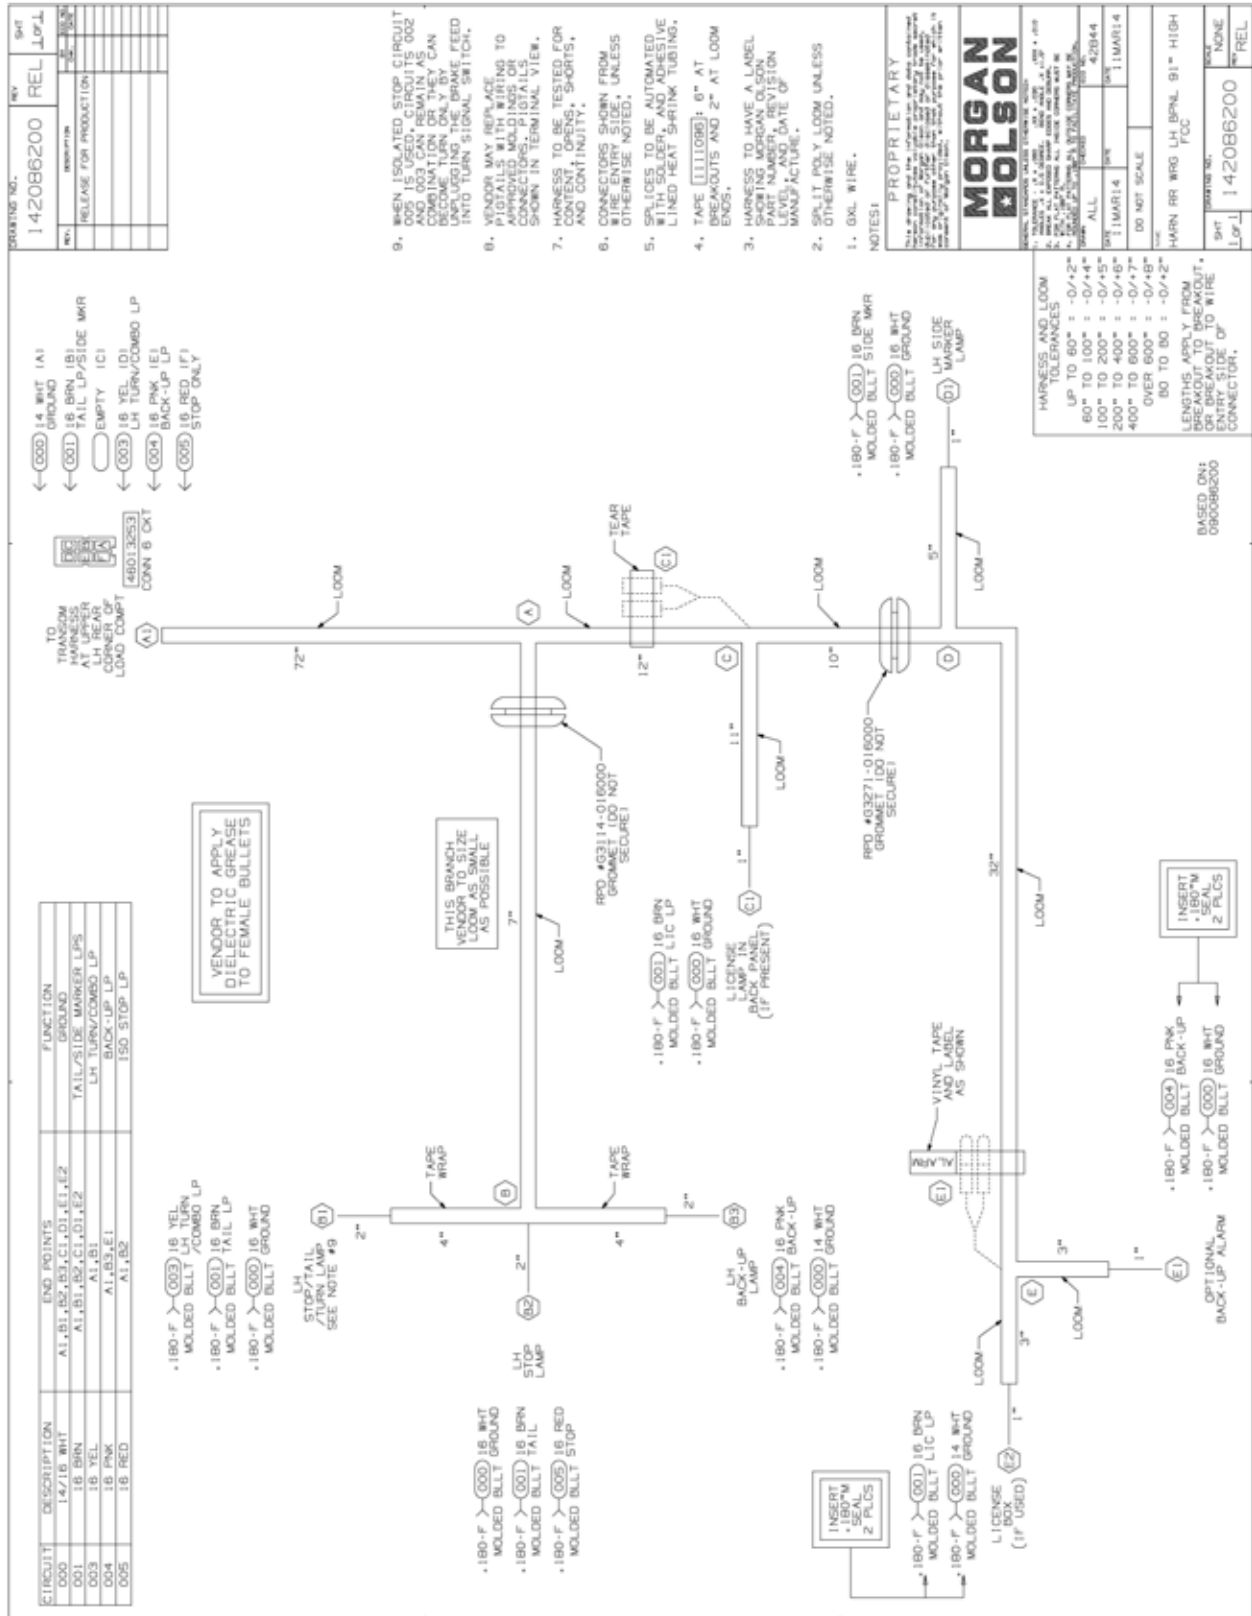 CIRCUIT DESCRIPTION END POINTS FUNCTION
000 14/16 WHT A1,B1,B2,B3,C1,D1,E1,E2 GROUND
001 16 BRN A1,B1,B2,C1,D1,E2 TAIL/SIDE MARKER LPS
003 16 YEL A1,B1 LH TURN/COMBO LP
004 16 PNK A1,B3,E1 BACK-UP LP
005 16 RED A1,B2 ISO STOP LP
DRAWING NO.
142086200
REV
REL
SHT
1 OF 1
REV.
DESCRIPTION
RELEASE FOR PRODUCTION
VENDOR TO APPLY
DIELECTRIC GREASE
TO FEMALE BULLETS
TO
TRANSOM
HARNESS
AT UPPER
LH REAR
CORNER OF
LOAD COMPT
A1
46013253
CONN 6 CKT
000 14 WHT (A)
GROUND
001 16 BRN (B)
TAIL LP/SIDE MKR
EMPTY (C)
003 16 YEL (D)
LH TURN/COMBO LP
004 16 PNK (E)
BACK-UP LP
005 16 RED (F)
STOP ONLY
72"
LOOM
.180-F 003 16 YEL
MOLDED BLLT LH TURN
/COMBO LP
.180-F 001 16 BRN
MOLDED BLLT TAIL LP
.180-F 000 16 WHT
MOLDED BLLT GROUND
LH
STOP/TAIL
/TURN LAMP
SEE NOTE #9
B1
2"
4"
TAPE
WRAP
B
THIS BRANCH
VENDOR TO SIZE
LOOM AS SMALL
AS POSSIBLE
7"
LOOM
A
LOOM
RPD #G3114-016000
GROMMET (DO NOT
SECURE)
.180-F 000 16 WHT
MOLDED BLLT GROUND
.180-F 001 16 BRN
MOLDED BLLT TAIL
.180-F 005 16 RED
MOLDED BLLT STOP
LH
STOP
LAMP
B2
2"
4"
TAPE
WRAP
2"
B3
LH
BACK-UP
LAMP
.180-F 004 16 PNK
MOLDED BLLT BACK-UP
.180-F 000 14 WHT
MOLDED BLLT GROUND
12"
TEAR
TAPE
C1
C
.180-F 001 16 BRN
MOLDED BLLT LIC LP
.180-F 000 16 WHT
MOLDED BLLT GROUND
LICENSE
LAMP IN
BACK PANEL
(IF PRESENT)
C1
1"
11"
LOOM
10"
LOOM
RPD #G3271-016000
GROMMET (DO NOT
SECURE)
D
5"
LOOM
1"
D1
LH SIDE
MARKER
LAMP
.180-F 001 16 BRN
MOLDED BLLT SIDE MKR
.180-F 000 16 WHT
MOLDED BLLT GROUND
32"
LOOM
VINYL TAPE
AND LABEL
AS SHOWN
ALARM
E1
E
LOOM
3"
1"
E2
LICENSE
BOX
(IF USED)
INSERT
.180"M
SEAL
2 PLCS
.180-F 001 16 BRN
MOLDED BLLT LIC LP
.180-F 000 14 WHT
MOLDED BLLT GROUND
3"
LOOM
1"
E1
OPTIONAL
BACK-UP ALARM
.180-F 004 16 PNK
MOLDED BLLT BACK-UP
.180-F 000 16 WHT
MOLDED BLLT GROUND
INSERT
.180"M
SEAL
2 PLCS
9. WHEN ISOLATED STOP CIRCUIT
005 IS USED, CIRCUITS 002
AND 003 CAN REMAIN AS
COMBINATION OR THEY CAN
BECOME TURN ONLY BY
UNPLUGGING THE BRAKE FEED
INTO TURN SIGNAL SWITCH.
8. VENDOR MAY REPLACE
PIGTAILS WITH WIRING TO
APPROVED MOLDINGS OR
CONNECTORS. PIGTAILS
SHOWN IN TERMINAL VIEW.
7. HARNESS TO BE TESTED FOR
CONTENT, OPENS, SHORTS,
AND CONTINUITY.
6. CONNECTORS SHOWN FROM
WIRE ENTRY SIDE, UNLESS
OTHERWISE NOTED.
5. SPLICES TO BE AUTOMATED
WITH SOLDER, AND ADHESIVE
LINED HEAT SHRINK TUBING.
4. TAPE [111096]: 6" AT
BREAKOUTS AND 2" AT LOOM
ENDS.
3. HARNESS TO HAVE A LABEL
SHOWING MORGAN OLSON
PART NUMBER, REVISION
LEVEL, AND DATE OF
MANUFACTURE.
2. SPLIT POLY LOOM UNLESS
OTHERWISE NOTED.
1. GXL WIRE.
NOTES:
HARNESS AND LOOM
TOLERANCES
UP TO 60" : -0/+2"
60" TO 100" : -0/+4"
100" TO 200" : -0/+5"
200" TO 400" : -0/+6"
400" TO 600" : -0/+7"
OVER 600" : -0/+8"
BO TO BO : -0/+2"
LENGTHS APPLY FROM
BREAKOUT TO BREAKOUT,
OR BREAKOUT TO WIRE
ENTRY SIDE OF
CONNECTOR.
BASED ON:
090086200
PROPRIETARY
MORGAN
OLSON
ALL
42844
DATE
11MAR14
DATE
DATE
11MAR14
DO NOT SCALE
HARN RR WRG LH BPNL 91" HIGH
FCC
SHT
1 OF 1
DRAWING NO.
142086200
SCALE
NONE
REV
REL